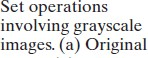 Set operations
involving grayscale
images. (a) Original